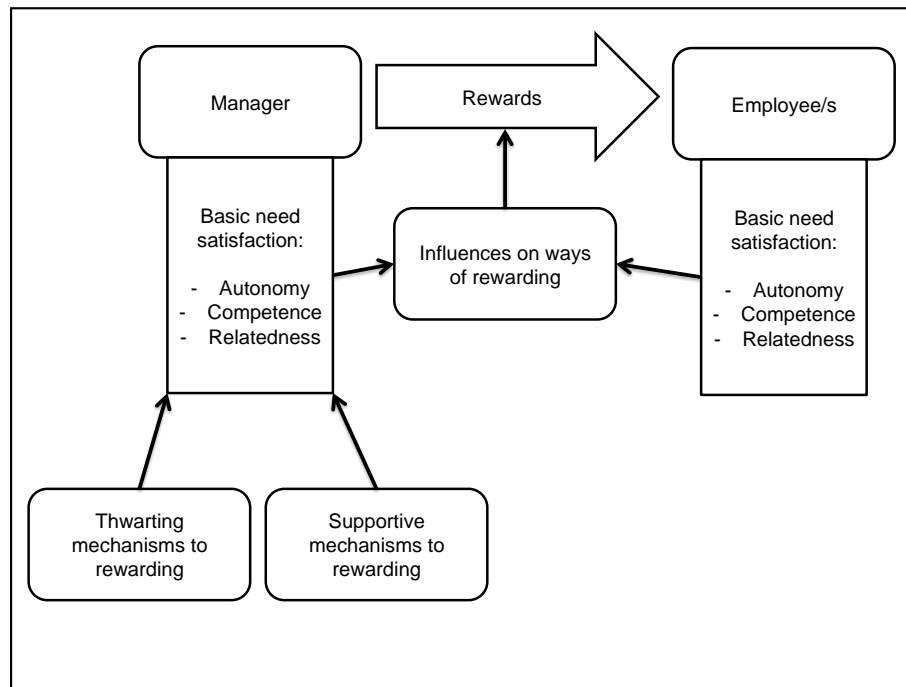 Manager
Rewards
Employee/s
Basic need
satisfaction:
- Autonomy
- Competence
- Relatedness
Influences on ways
of rewarding
Basic need
satisfaction:
- Autonomy
- Competence
- Relatedness
Thwarting
mechanisms to
rewarding
Supportive
mechanisms to
rewarding